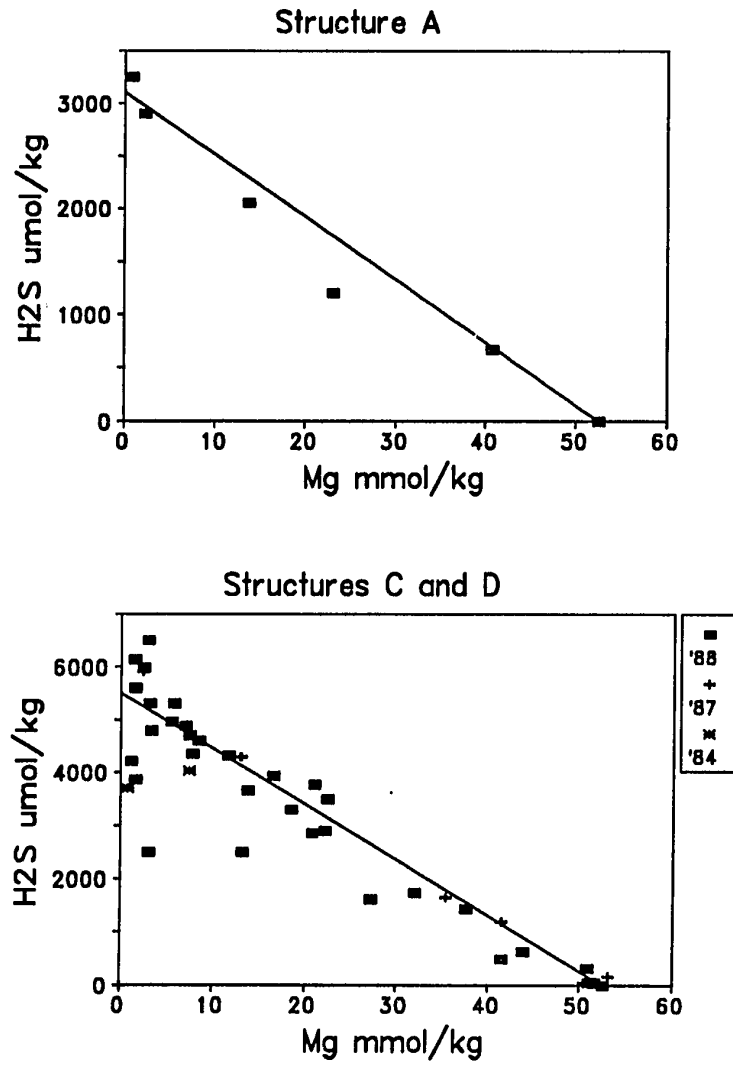 Structure A
3000
2000
1000
0
H2S umol/kg
0 10 20 30 40 50 60
Mg mmol/kg
Structures C and D
6000
4000
2000
0
H2S umol/kg
0 10 20 30 40 50 60
Mg mmol/kg
'88
'87
'84